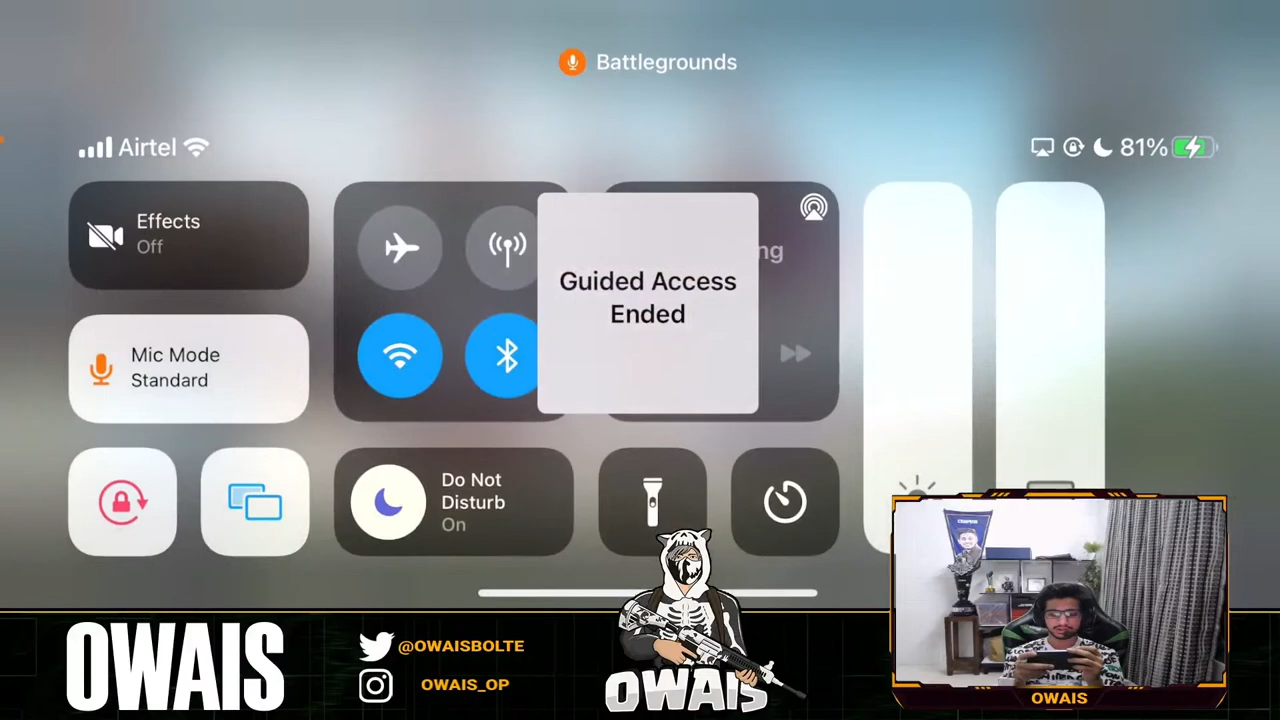 Battlegrounds
Airtel
81%
Effects
Off
ng
Guided Access
Ended
Mic Mode
Standard
Do Not
Disturb
On
OWAIS
@OWAISBOLTE
OWAIS_OP
OWAIS
OWAIS